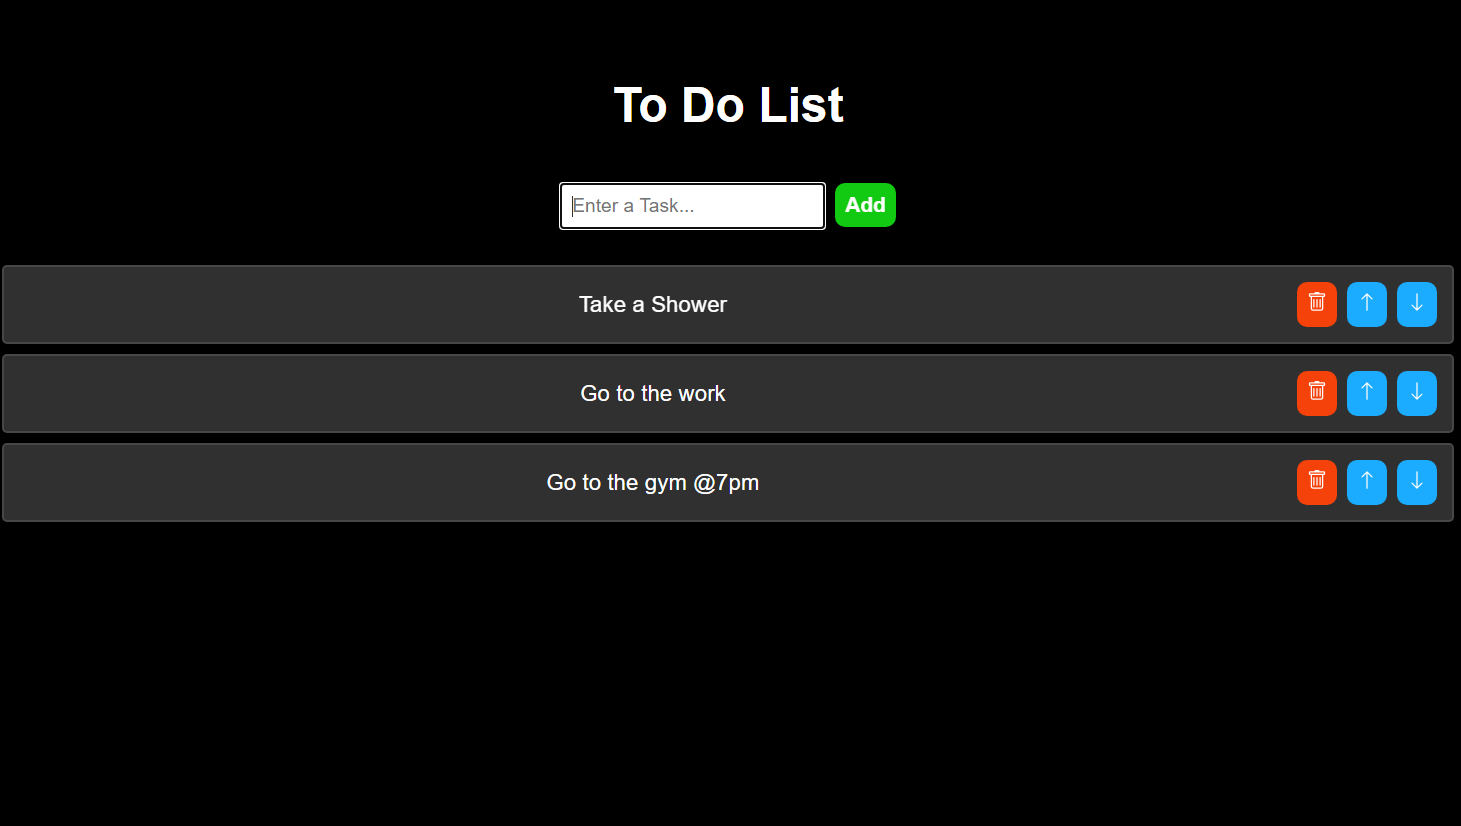 To Do List
Enter a Task...
Add
Take a Shower
Go to the work
Go to the gym @7pm